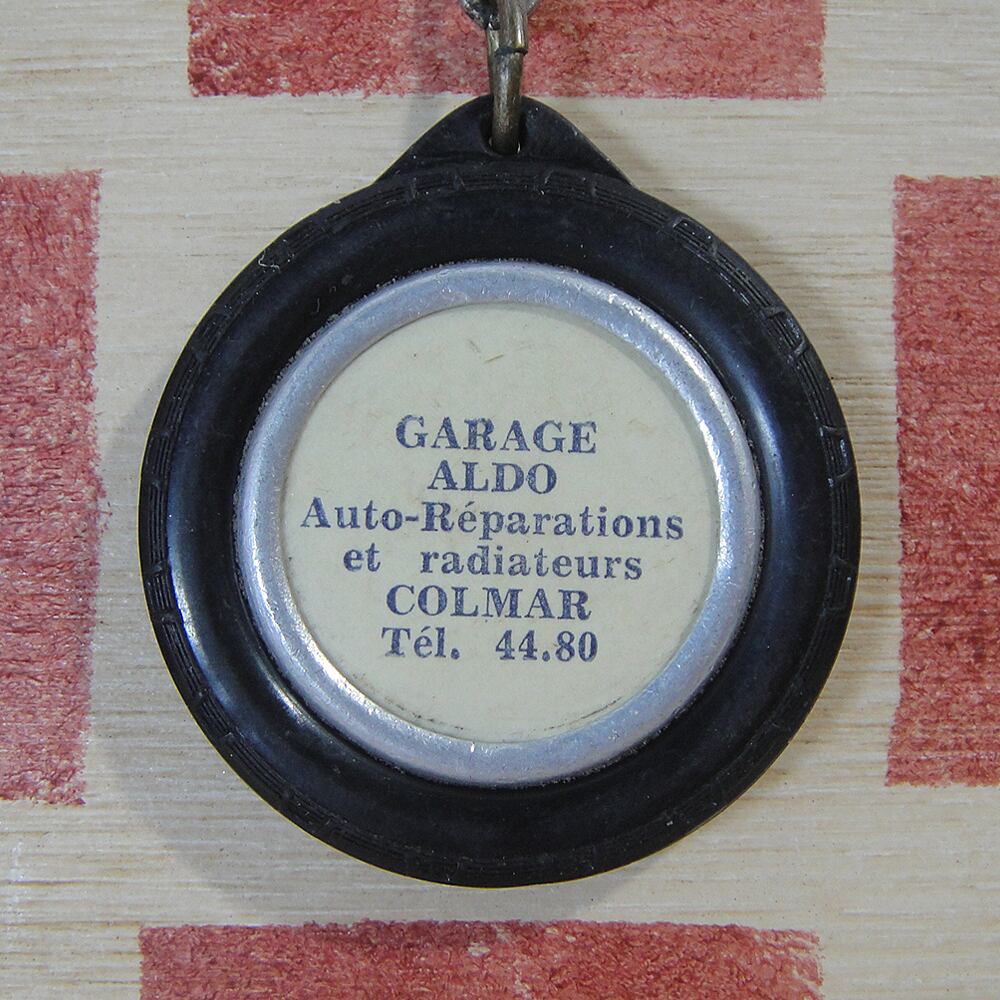 GARAGE
ALDO
Auto-Réparations
et radiateurs
COLMAR
Tél. 44.80